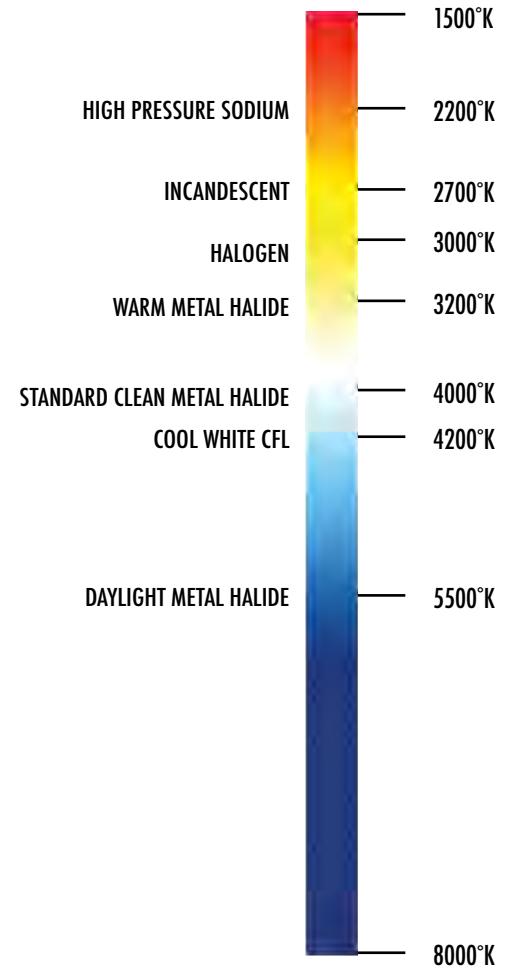 1500°K
HIGH PRESSURE SODIUM 2200°K
INCANDESCENT 2700°K
3000°K
HALOGEN
WARM METAL HALIDE 3200°K
STANDARD CLEAN METAL HALIDE 4000°K
COOL WHITE CFL 4200°K
DAYLIGHT METAL HALIDE 5500°K
8000°K